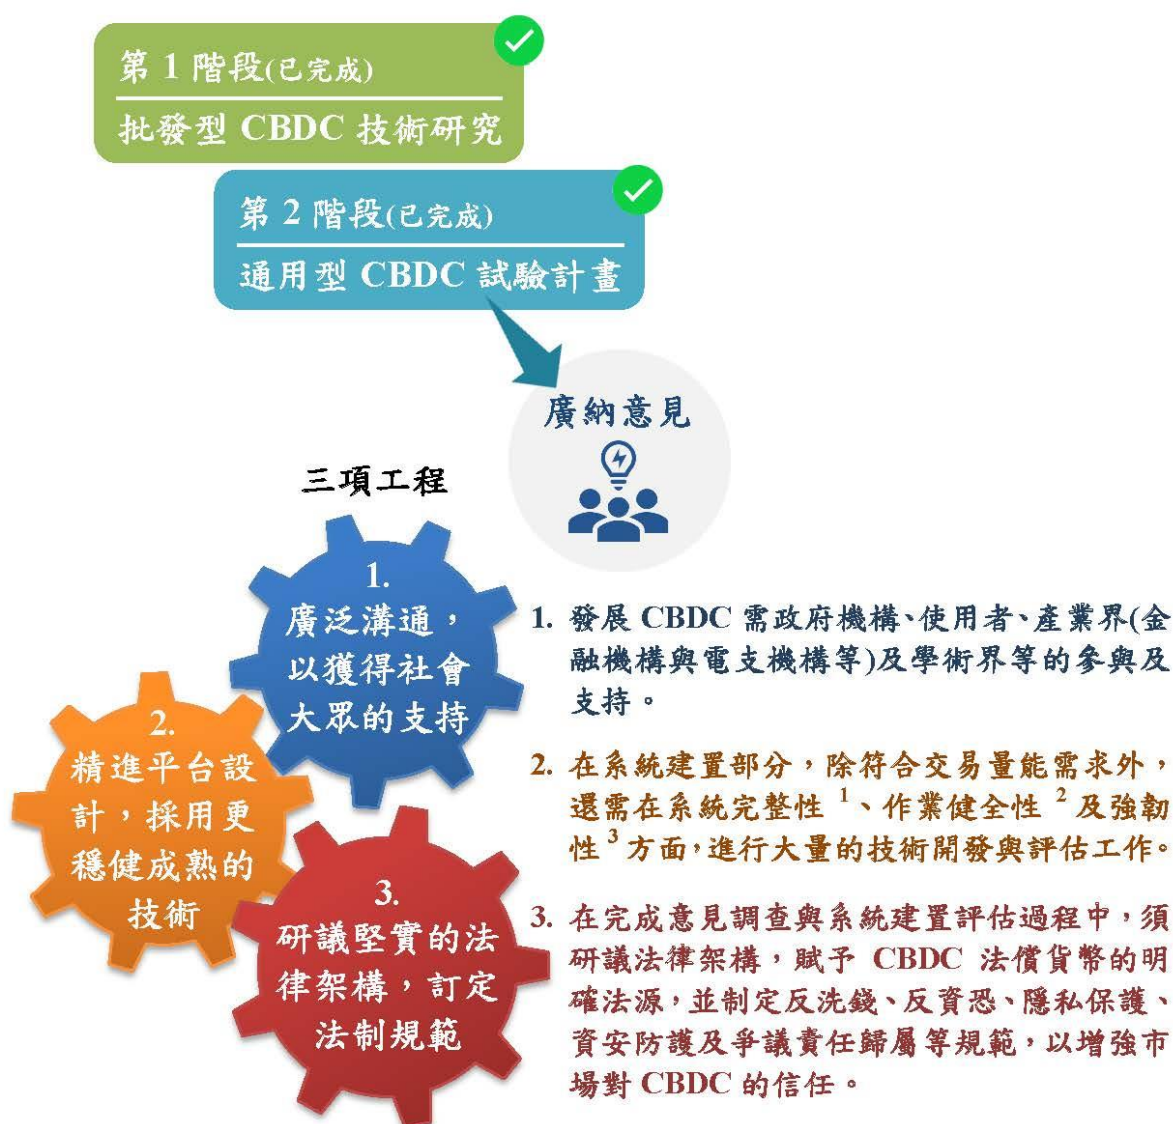 第 1 階段(已完成)
批發型 CBDC 技術研究
第 2 階段(已完成)
通用型 CBDC 試驗計畫
廣納意見
三項工程
1.
廣泛溝通，
以獲得社會
大眾的支持
2.
精進平台設
計，採用更
穩健成熟的
技術
3.
研議堅實的法
律架構，訂定
法制規範
1. 發展 CBDC 需政府機構、使用者、產業界(金
融機構與電支機構等)及學術界等的參與及
支持。
2. 在系統建置部分，除符合交易量能需求外，
還需在系統完整性 1、作業健全性 2 及強韌
性 3 方面，進行大量的技術開發與評估工作。
3. 在完成意見調查與系統建置評估過程中，須
研議法律架構，賦予 CBDC 法償貨幣的明
確法源，並制定反洗錢、反資恐、隱私保護、
資安防護及爭議責任歸屬等規範，以增強市
場對 CBDC 的信任。